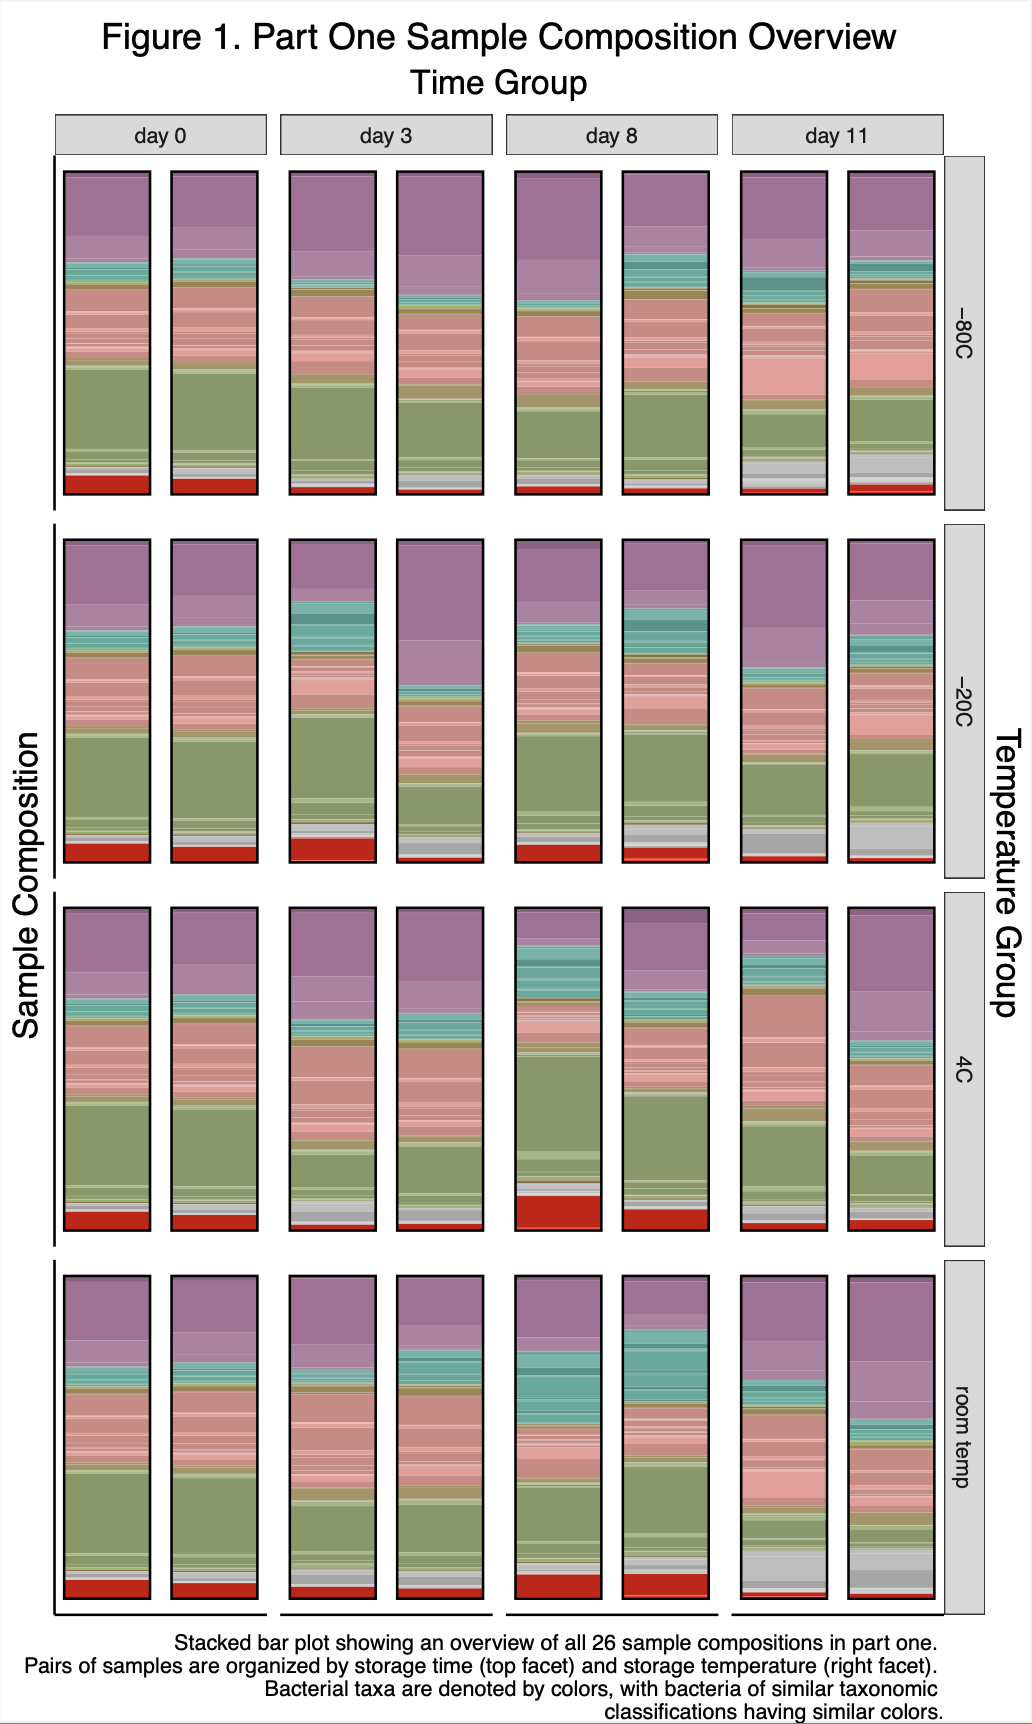 Figure 1. Part One Sample Composition Overview
Time Group
day 0
day 3
day 8
day 11
−80C
−20C
4C
room temp
Sample Composition
Temperature Group
Stacked bar plot showing an overview of all 26 sample compositions in part one.
Pairs of samples are organized by storage time (top facet) and storage temperature (right facet).
Bacterial taxa are denoted by colors, with bacteria of similar taxonomic
classifications having similar colors.